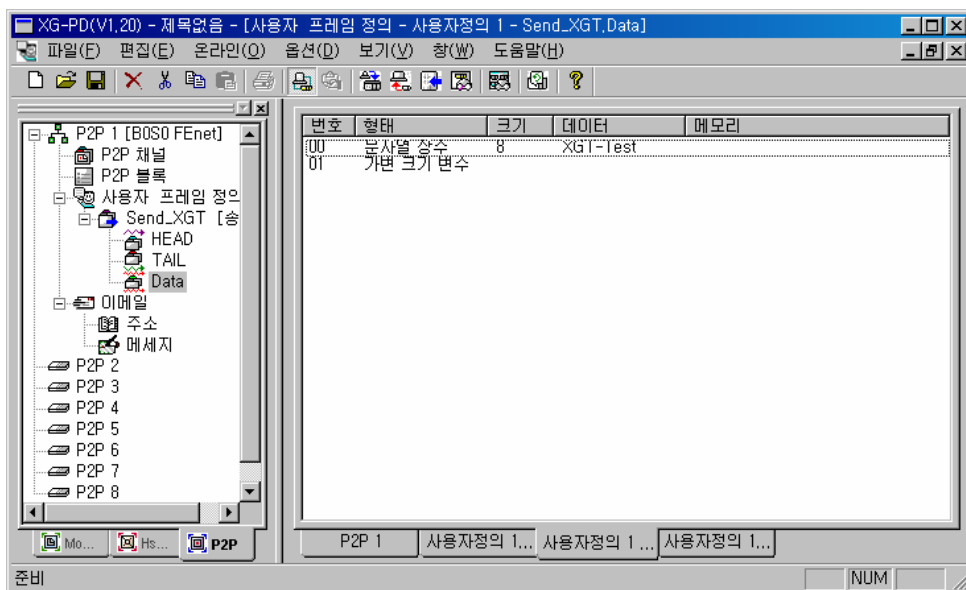 XG-PD(V1,20) - 제목없음 - [사용자 프레임 정의 - 사용자정의 1 - Send_XGT,Data]
파일(F) 편집(E) 온라인(O) 옵션(D) 보기(V) 창(W) 도움말(H)
P2P 1 [B0S0 FEnet]
P2P 채널
P2P 블록
사용자 프레임 정의
Send_XGT [송
HEAD
TAIL
Data
이메일
주소
메세지
P2P 2
P2P 3
P2P 4
P2P 5
P2P 6
P2P 7
P2P 8
Mo... Hs... P2P
번호 형태 크기 데이터 메모리
00 문자열 상수 8 XGT-Test
01 가변 크기 변수
P2P 1 사용자정의 1... 사용자정의 1 ... 사용자정의 1...
준비 NUM